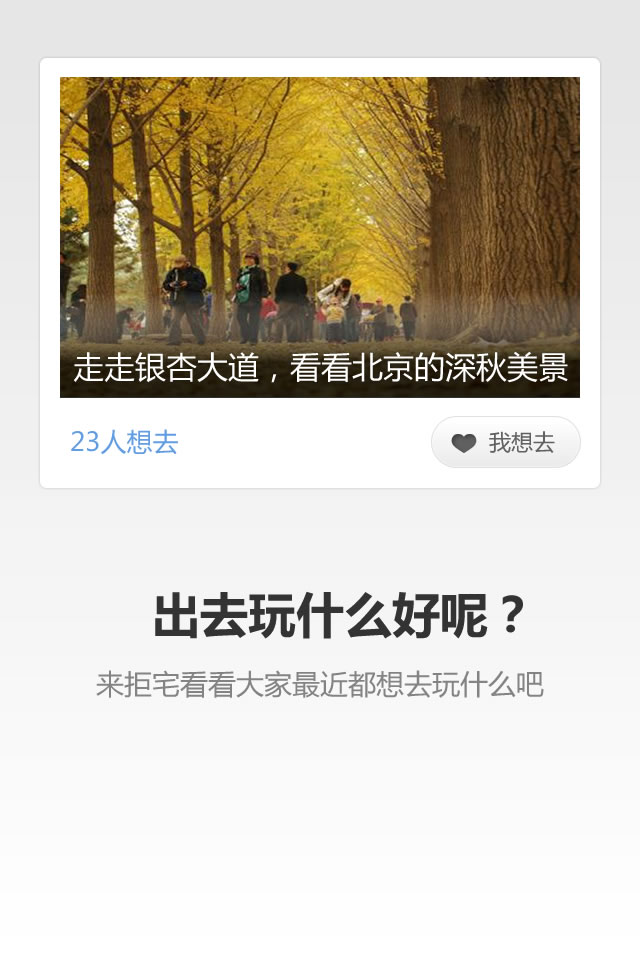 走走银杏大道，看看北京的深秋美景
23人想去
我想去
出去玩什么好呢？
来拒宅看看大家最近都想去玩什么吧